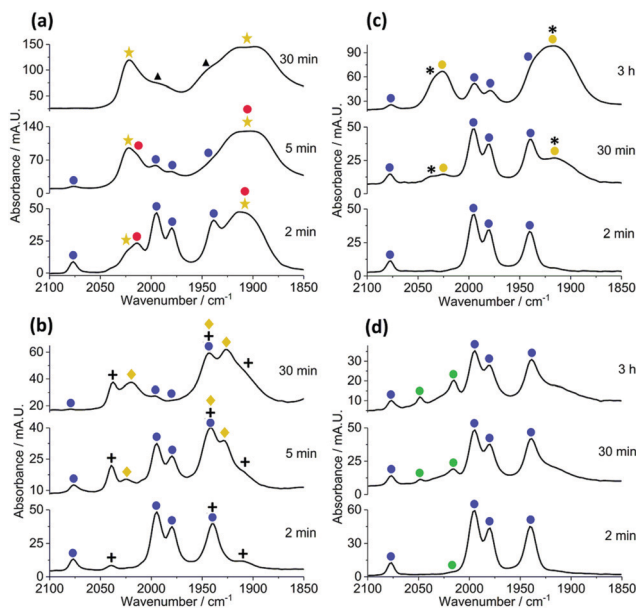 (a)
30 min
5 min
2 min
Absorbance / mA.U.
150
100
50
140
70
0
50
25
0
2100 2050 2000 1950 1900 1850
Wavenumber / cm-1
(c)
3 h
30 min
2 min
Absorbance / mA.U.
90
60
30
50
25
0
50
25
0
2100 2050 2000 1950 1900 1850
Wavenumber / cm-1
(b)
30 min
5 min
2 min
Absorbance / mA.U.
60
40
20
40
30
20
10
50
25
0
2100 2050 2000 1950 1900 1850
Wavenumber / cm-1
(d)
3 h
30 min
2 min
Absorbance / mA.U.
30
20
10
50
25
0
60
30
0
2100 2050 2000 1950 1900 1850
Wavenumber / cm-1